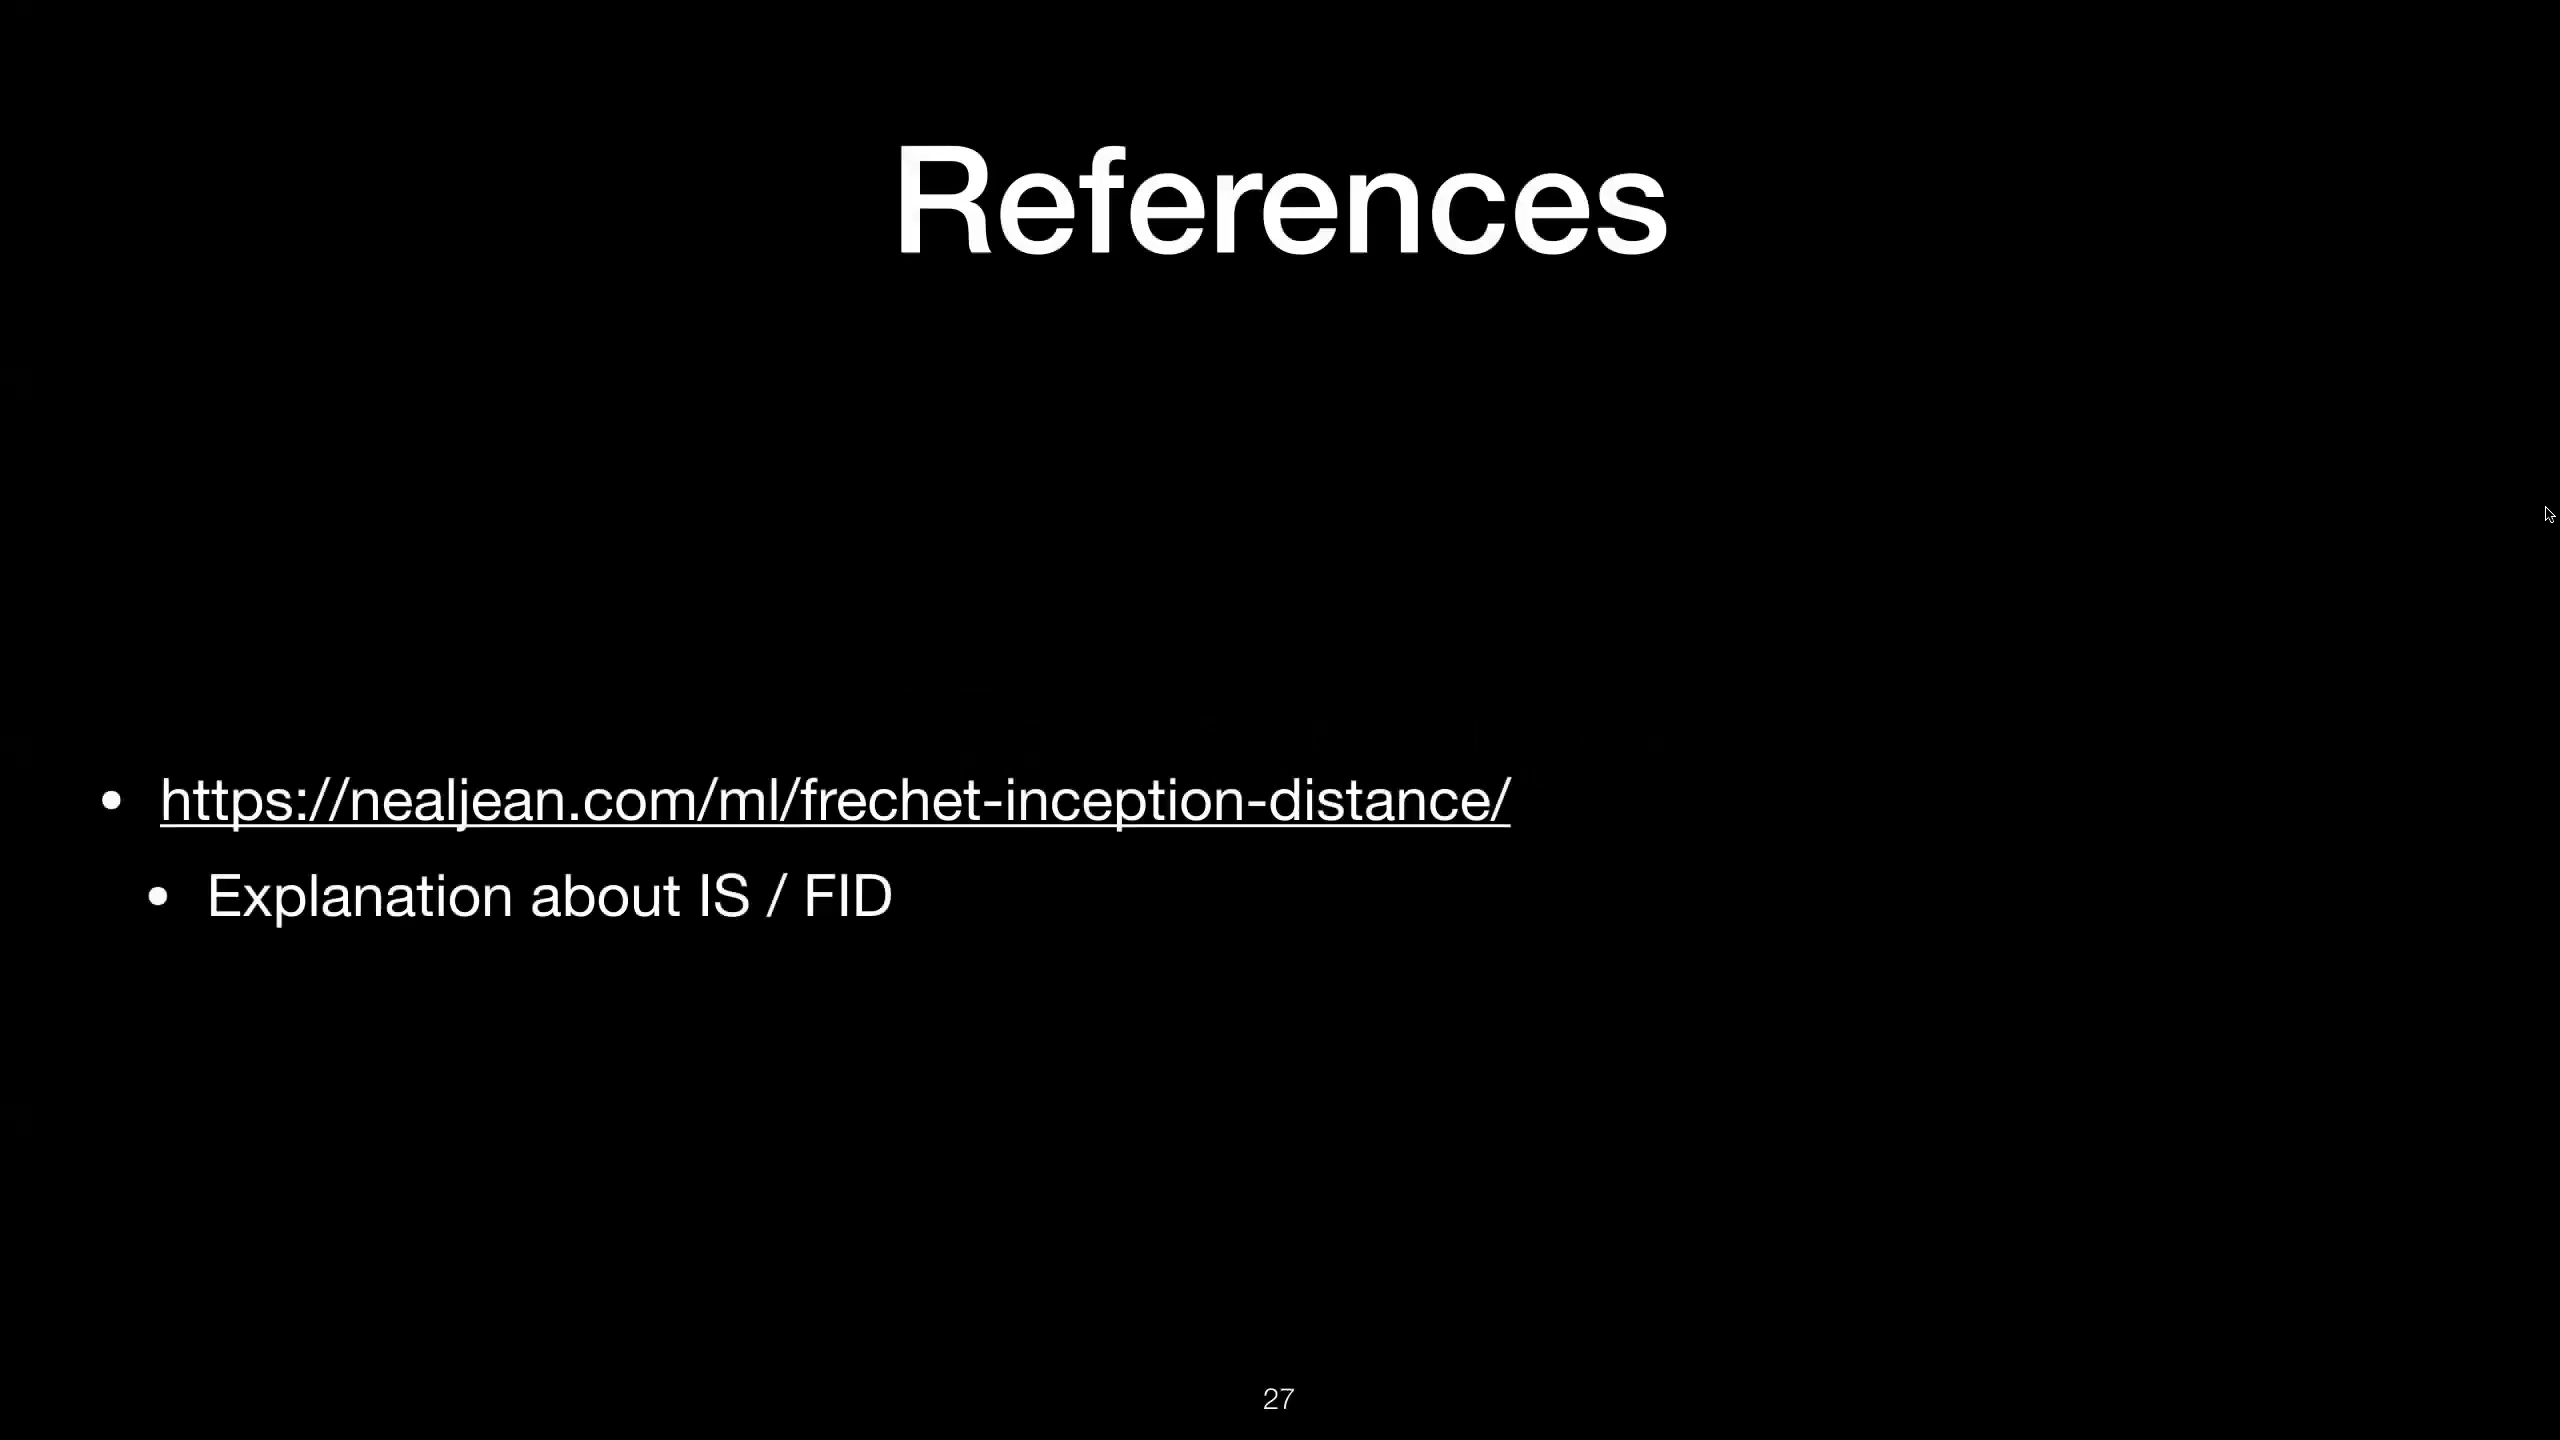 References
• https://nealjean.com/ml/frechet-inception-distance/
• Explanation about IS / FID
27